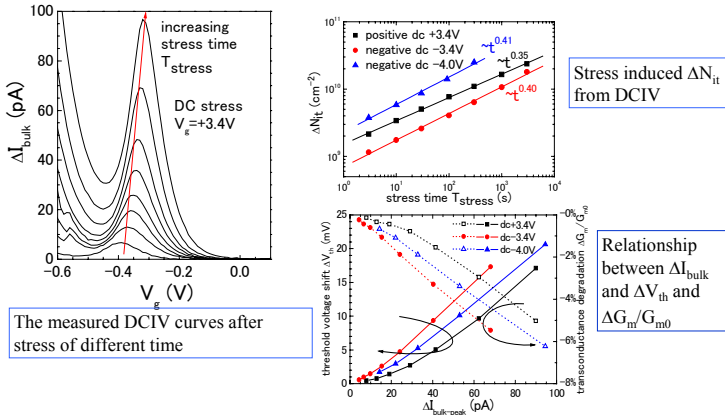 100
80
60
40
20
0
ΔI_bulk (pA)
increasing
stress time
T_stress
DC stress
V_g=+3.4V
-0.6
-0.4
-0.2
0.0
V_g (V)
The measured DCIV curves after
stress of different time
10^11
10^10
10^9
ΔN_it (cm^-2)
positive dc +3.4V
negative dc -3.4V
negative dc -4.0V
~t^0.41
~t^0.35
~t^0.40
10^0
10^1
10^2
10^3
10^4
stress time T_stress (s)
Stress induced ΔN_it
from DCIV
25
20
15
10
5
0
threshold voltage shift ΔV_th (mV)
dc+3.4V
dc-3.4V
dc-4.0V
-0%
-2%
-4%
-6%
-8%
transconductance degradation ΔG_m/G_m0
0
20
40
60
80
100
ΔI_bulk-peak (pA)
Relationship
between ΔI_bulk
and ΔV_th and
ΔG_m/G_m0